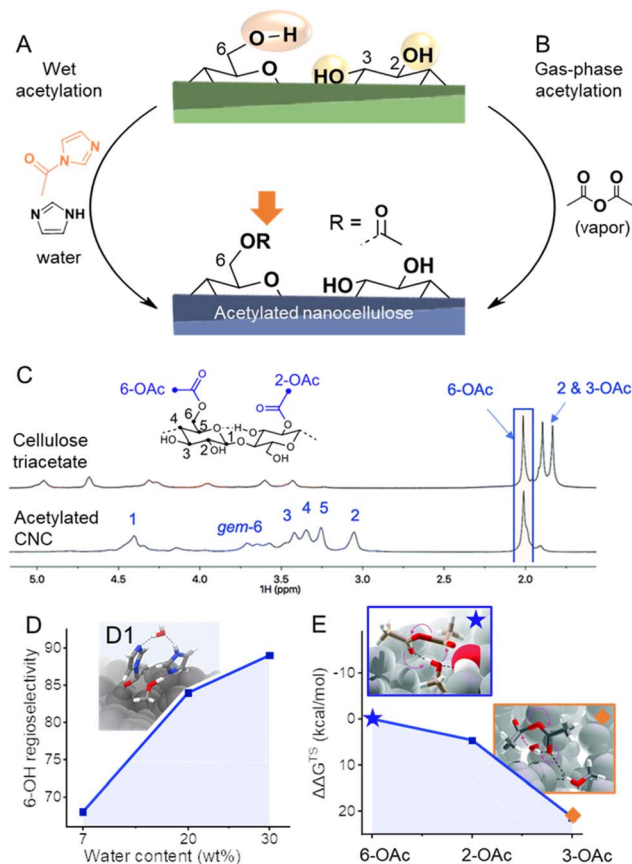 A
Wet
acetylation
O
N
N
N
NH
water
6
O–H
O
3
HO
2
OH
B
Gas-phase
acetylation
O O
O
(vapor)
6
OR
O
R =
O
HO
OH
Acetylated nanocellulose
C
6-OAc
O
O
2-OAc
O
O
6-OAc
2 & 3-OAc
Cellulose
triacetate
4
6
5
O
H
O
HO
3
2
OH
1
O
HO
O
OH
Acetylated
CNC
1
gem-6
3
4
5
2
5.0
4.5
4.0
3.5
3.0
2.5
2.0
1H (ppm)
D
D1
6-OH regioselectivity
90
85
80
75
70
7
20
30
Water content (wt%)
E
ΔΔG^TS (kcal/mol)
-10
0
10
20
6-OAc
2-OAc
3-OAc